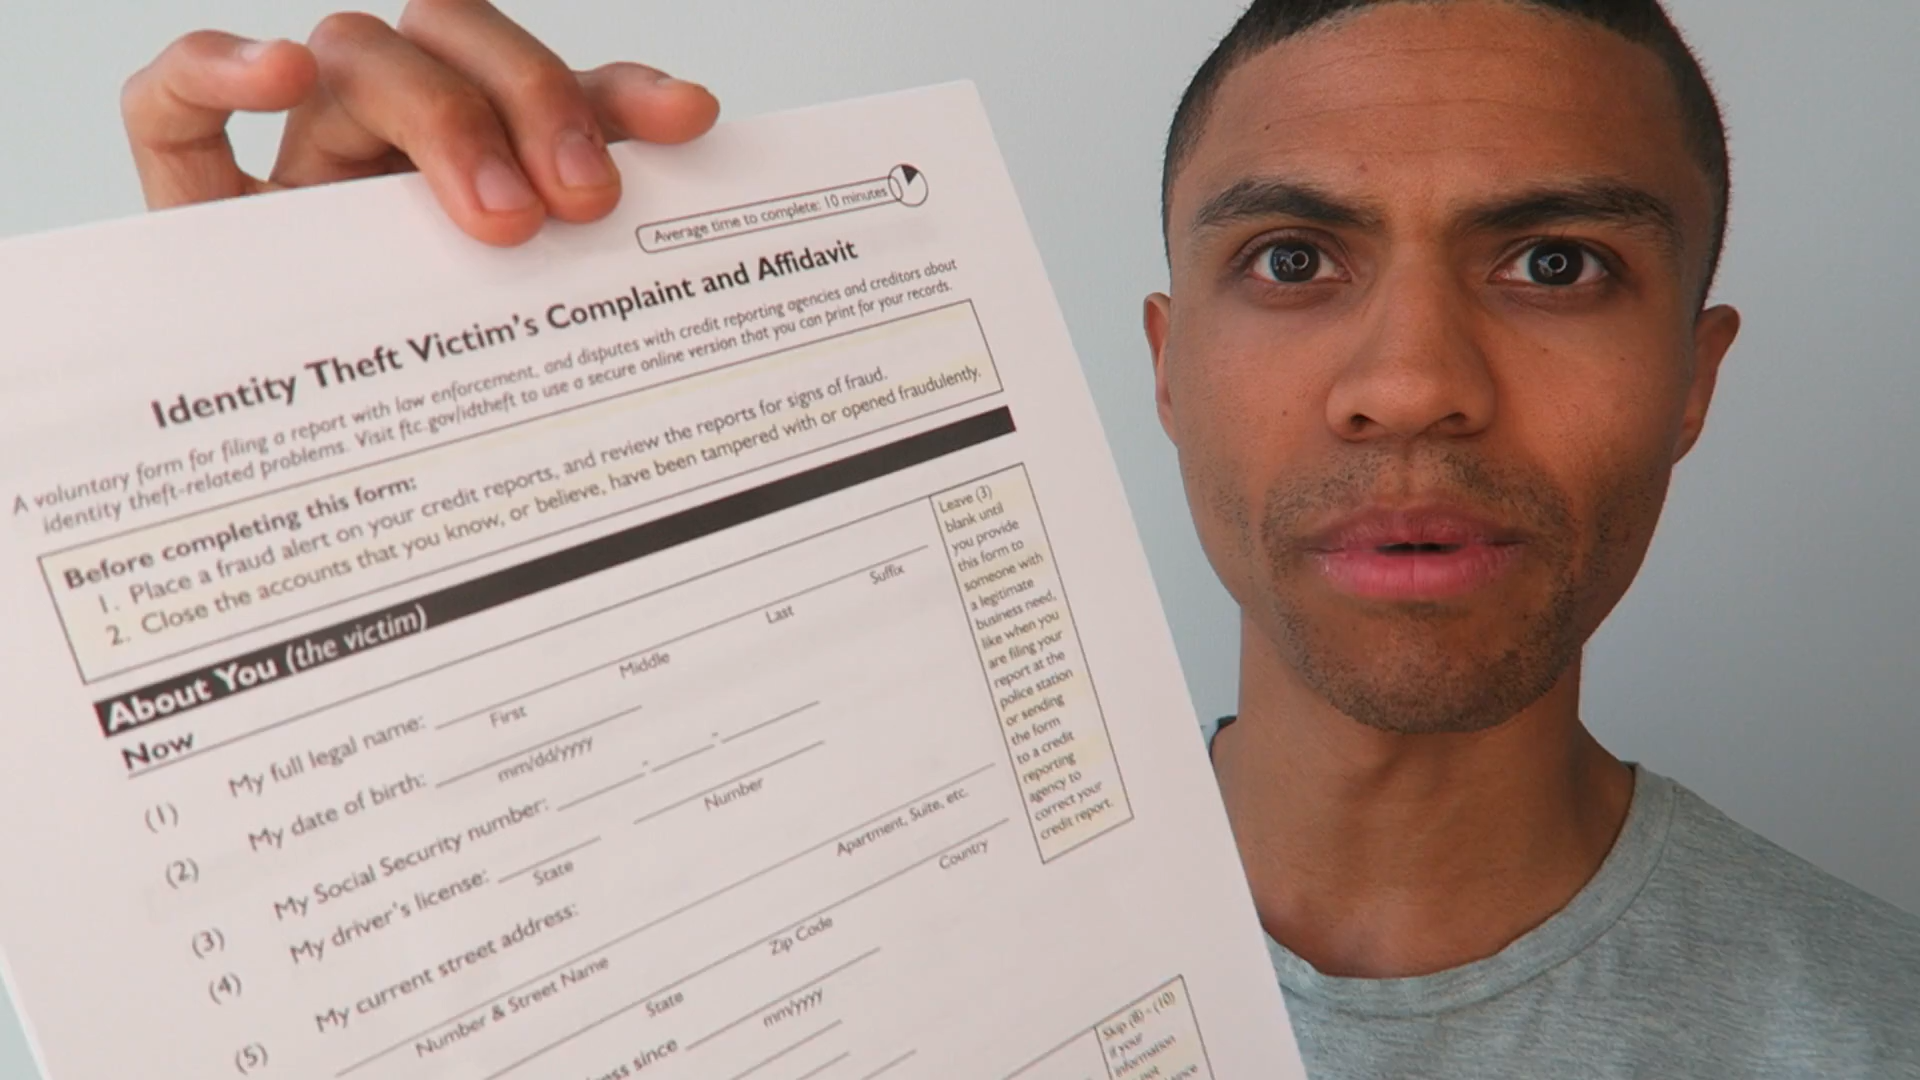 Average time to complete: 10 minutes
Identity Theft Victim's Complaint and Affidavit
A voluntary form for filing a report with law enforcement, and disputes with credit reporting agencies and creditors about
identity theft-related problems. Visit ftc.gov/idtheft to use a secure online version that you can print for your records.
Before completing this form:
1. Place a fraud alert on your credit reports, and review the reports for signs of fraud.
2. Close the accounts that you know, or believe, have been tampered with or opened fraudulently.
About You (the victim)
Now
(1) My full legal name:
First Middle Last Suffix
(2) My date of birth:
mm/dd/yyyy
(3) My Social Security number: - -
(4) My driver's license:
State Number
(5) My current street address:
Number & Street Name Apartment, Suite, etc.
State Zip Code Country
since
mm/yyyy
Leave (3)
blank until
you provide
this form to
someone with
a legitimate
business need,
like when you
are filing your
report at the
police station
or sending
the form
to a credit
reporting
agency to
correct your
credit report.
Skip (8) - (10)
if your
information
not